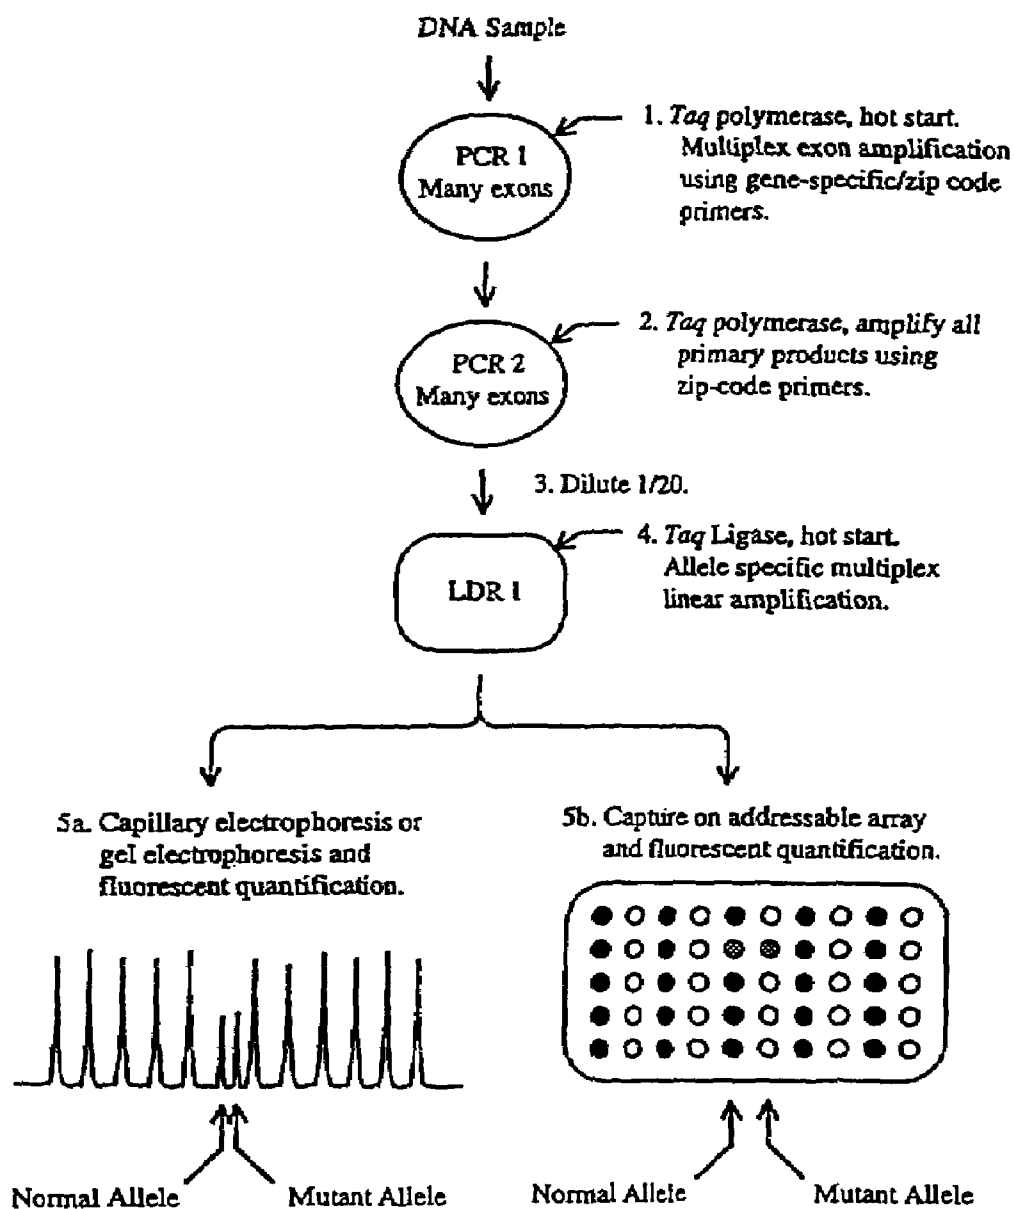 DNA Sample
PCR 1
Many exons
1. Taq polymerase, hot start.
Multiplex exon amplification
using gene-specific/zip code
primers.
PCR 2
Many exons
2. Taq polymerase, amplify all
primary products using
zip-code primers.
3. Dilute 1/20.
LDR 1
4. Taq Ligase, hot start.
Allele specific multiplex
linear amplification.
5a. Capillary electrophoresis or
gel electrophoresis and
fluorescent quantification.
5b. Capture on addressable array
and fluorescent quantification.
Normal Allele
Mutant Allele
Normal Allele
Mutant Allele